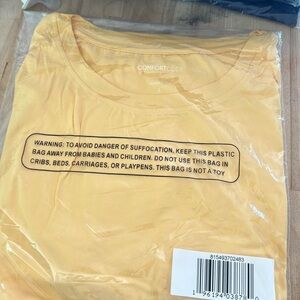 WARNING: TO AVOID DANGER OF SUFFOCATION, KEEP THIS PLASTIC
BAG AWAY FROM BABIES AND CHILDREN. DO NOT USE THIS BAG IN
CRIBS, BEDS, CARRIAGES, OR PLAYPENS. THIS BAG IS NOT A TOY
815493702483